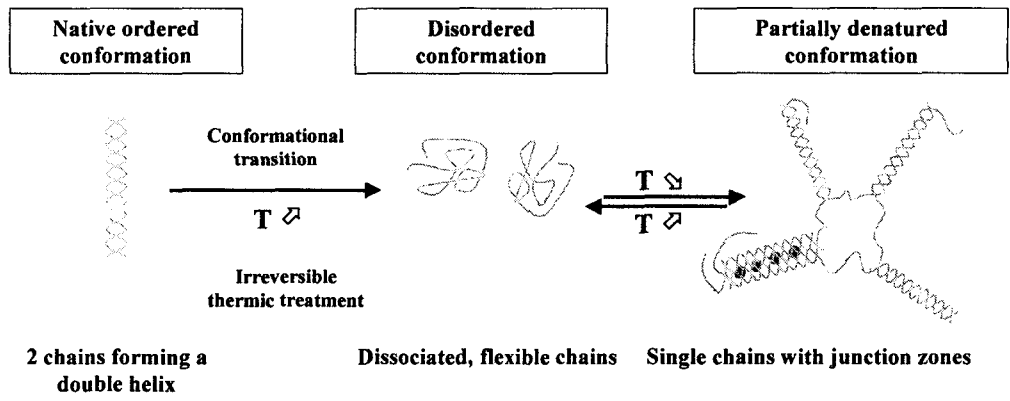 Native ordered
conformation
Disordered
conformation
Partially denatured
conformation
Conformational
transition
T ⇗
Irreversible
thermic treatment
T ⇘
T ⇗
2 chains forming a
double helix
Dissociated, flexible chains
Single chains with junction zones